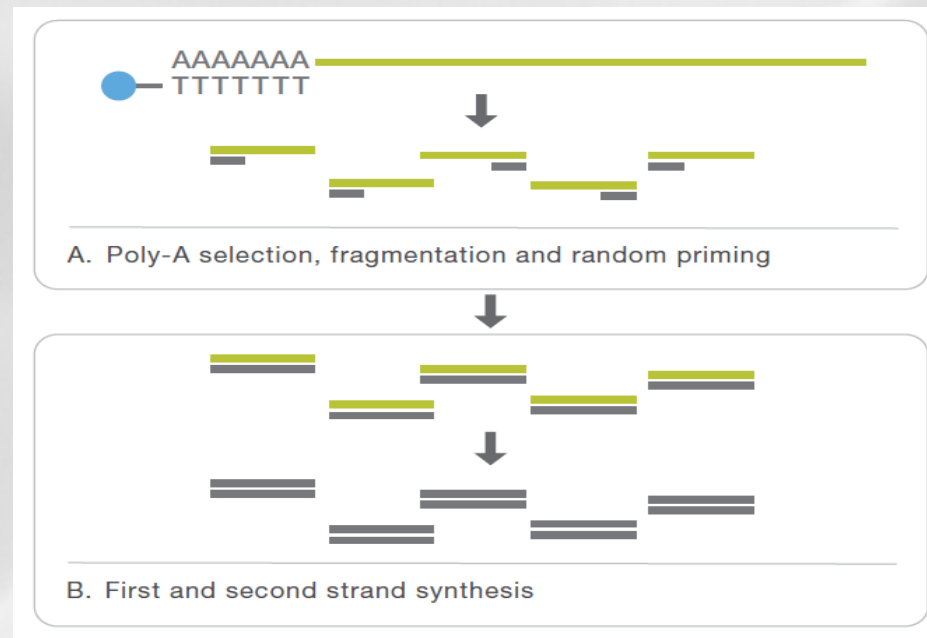 AAAAAAA
TTTTTTT
A. Poly-A selection, fragmentation and random priming
B. First and second strand synthesis